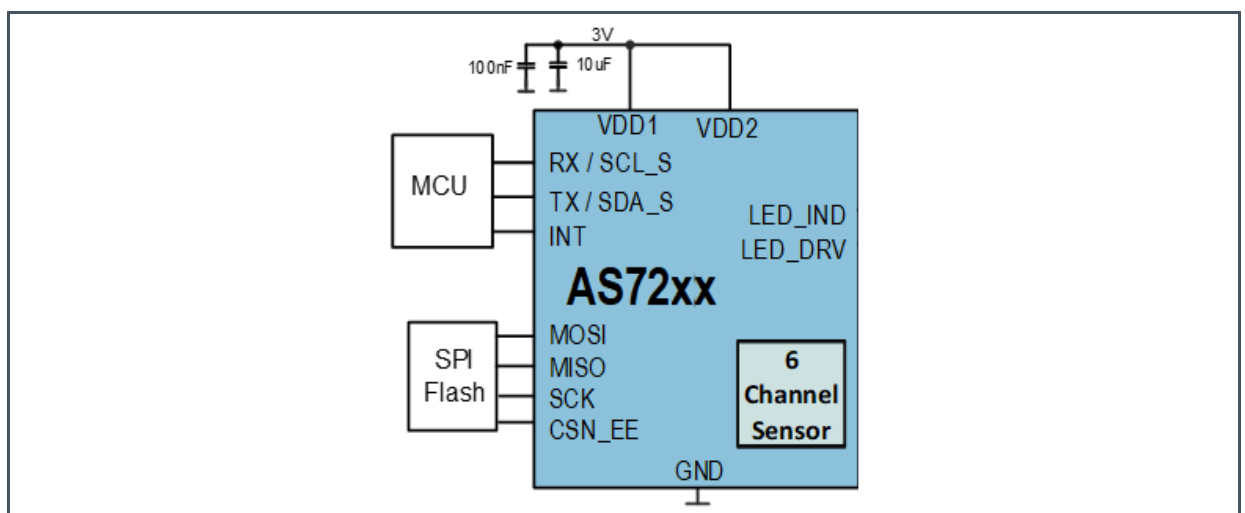 3V
100nF
10uF
VDD1
VDD2
MCU
RX / SCL_S
TX / SDA_S
INT
LED_IND
LED_DRV
AS72xx
SPI
Flash
MOSI
MISO
SCK
CSN_EE
6
Channel
Sensor
GND